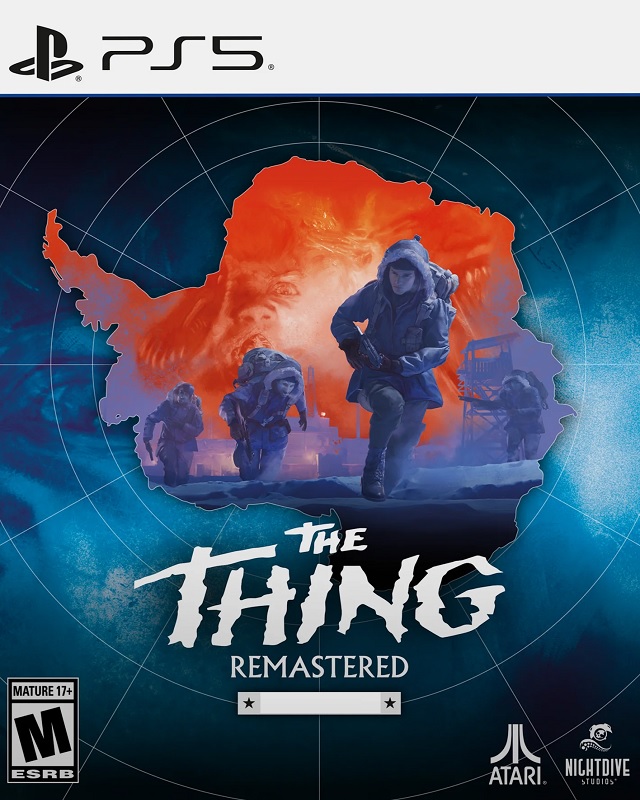 PS5
THE
THING
REMASTERED
MATURE 17+
M
ESRB
ATARI
NIGHTDIVE
STUDIOS